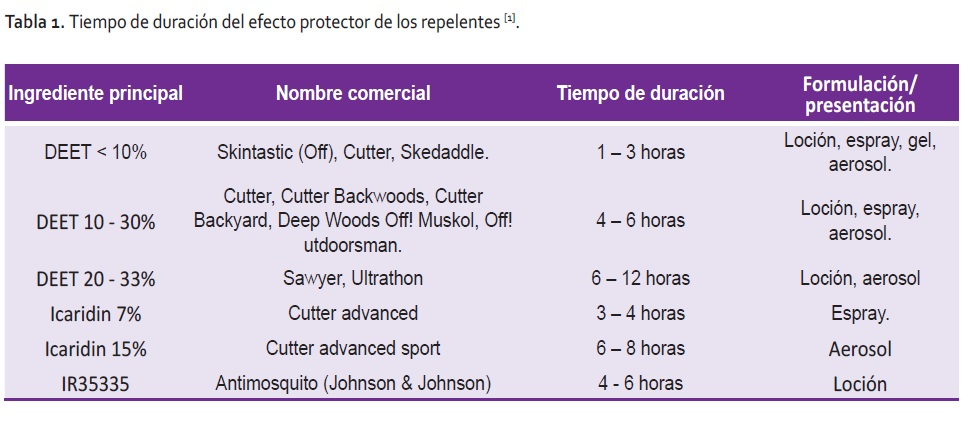 Tabla 1. Tiempo de duración del efecto protector de los repelentes [1].
Ingrediente principal Nombre comercial Tiempo de duración Formulación/
presentación
DEET < 10% Skintastic (Off), Cutter, Skedaddle. 1 – 3 horas Loción, espray, gel,
aerosol.
DEET 10 - 30% Cutter, Cutter Backwoods, Cutter
Backyard, Deep Woods Off! Muskol, Off!
utdoorsman. 4 – 6 horas Loción, espray,
aerosol.
DEET 20 - 33% Sawyer, Ultrathon 6 – 12 horas Loción, aerosol
Icaridin 7% Cutter advanced 3 – 4 horas Espray.
Icaridin 15% Cutter advanced sport 6 – 8 horas Aerosol
IR35335 Antimosquito (Johnson & Johnson) 4 - 6 horas Loción